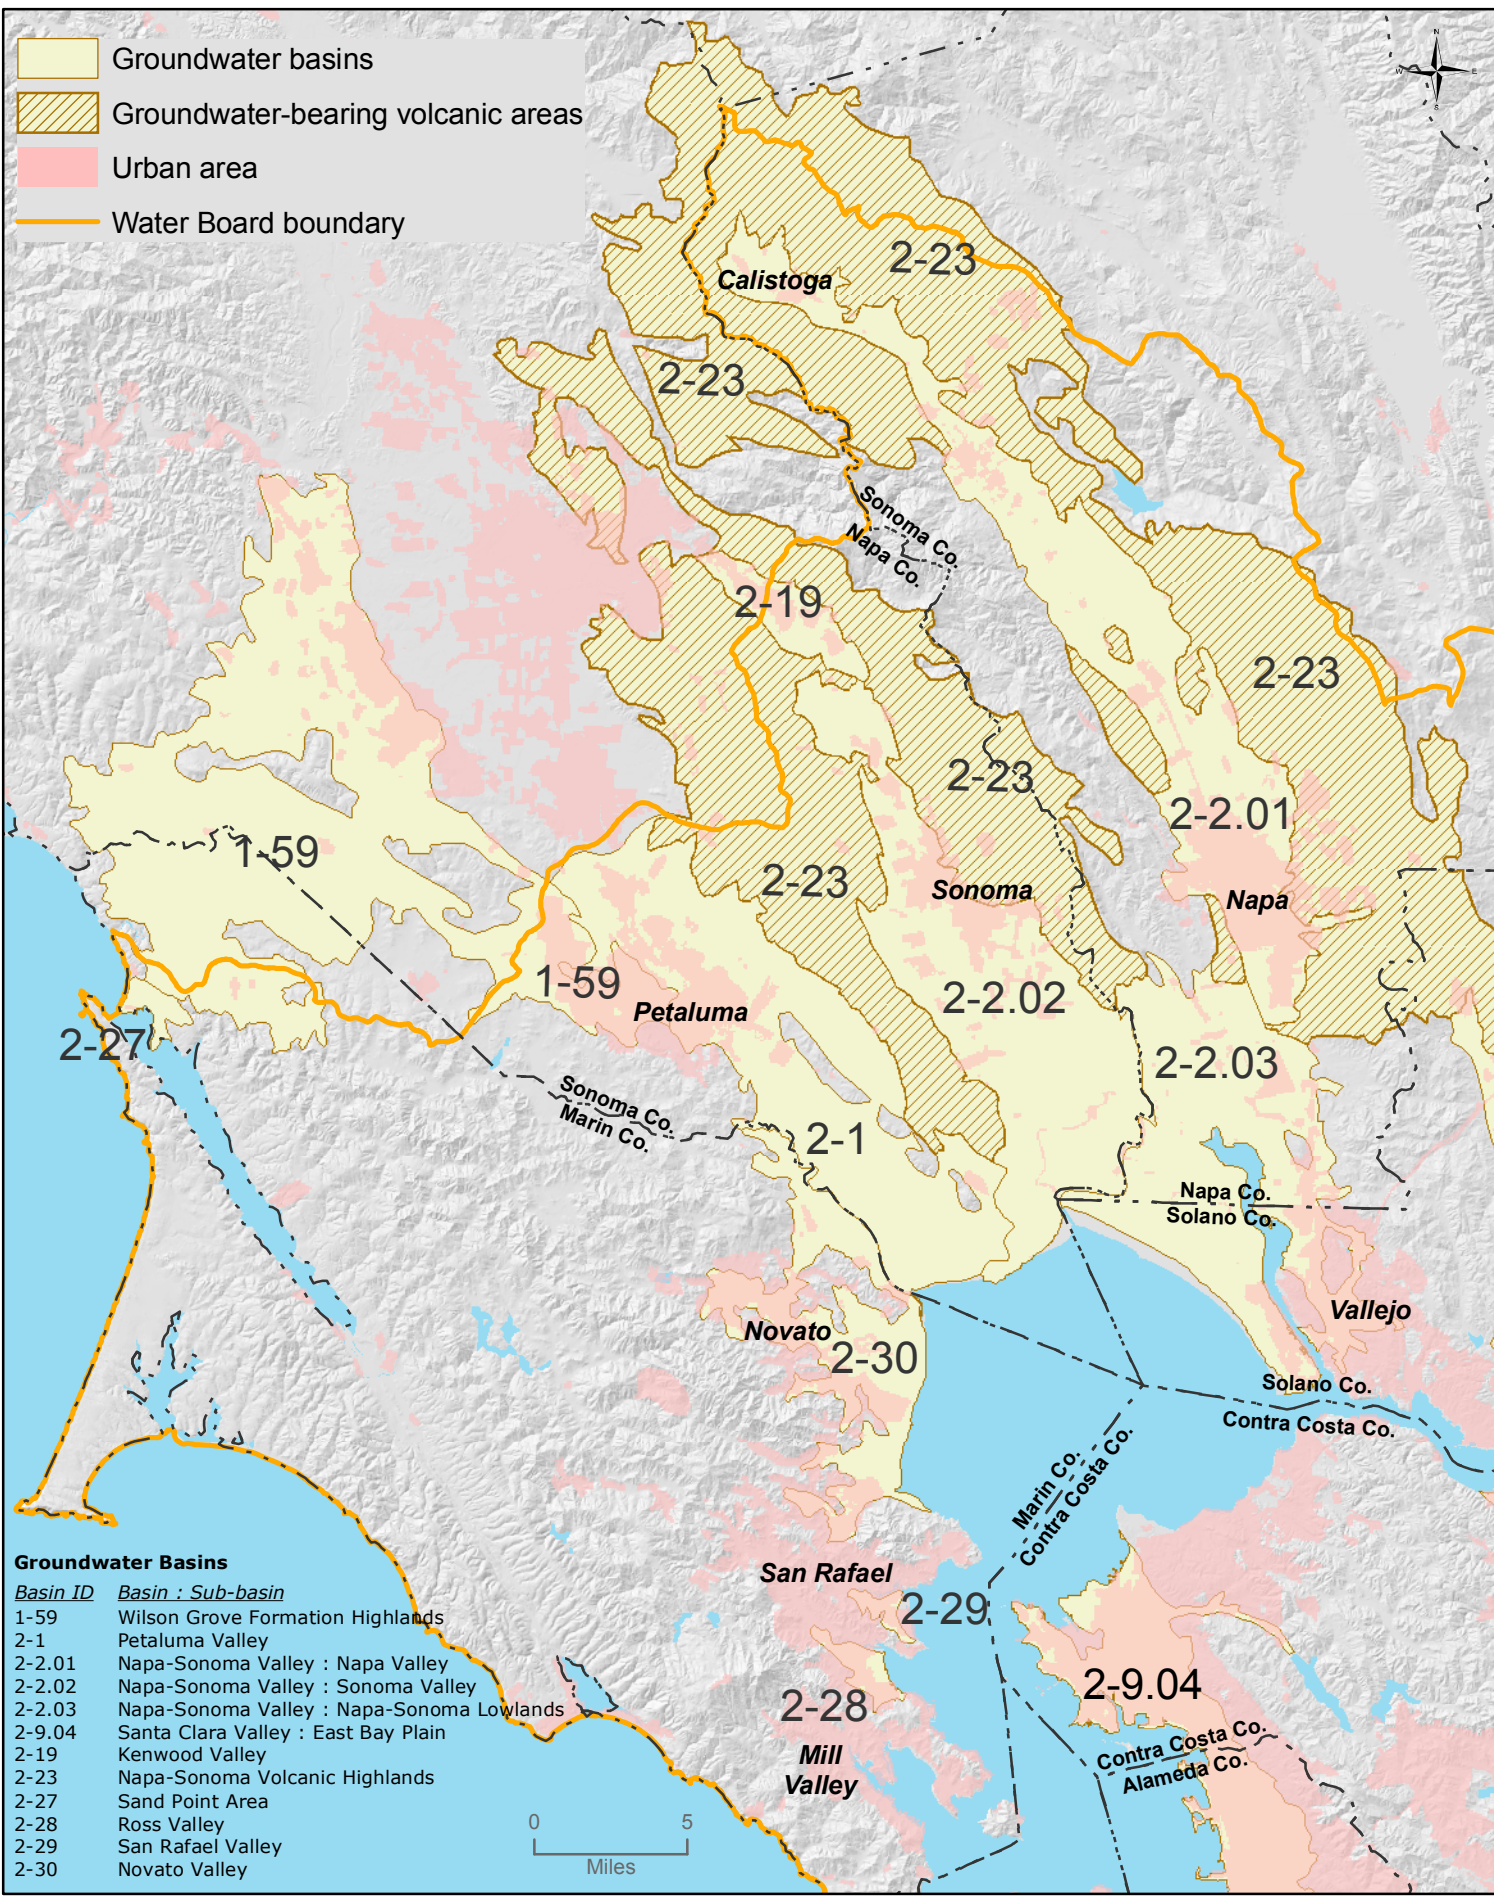 Groundwater basins
Groundwater-bearing volcanic areas
Urban area
Water Board boundary
N
W
E
S
2-23
Calistoga
2-23
Sonoma Co.
Napa Co.
2-19
2-23
2-23
2-2.01
1-59
2-23
Sonoma
Napa
1-59
Petaluma
2-2.02
2-27
2-2.03
Sonoma Co.
Marin Co.
2-1
Napa Co.
Solano Co.
Vallejo
Novato
2-30
Solano Co.
Contra Costa Co.
Marin Co.
Contra Costa Co.
San Rafael
2-29
2-9.04
2-28
Mill
Valley
Contra Costa Co.
Alameda Co.
Groundwater Basins
Basin ID Basin : Sub-basin
1-59 Wilson Grove Formation Highlands
2-1 Petaluma Valley
2-2.01 Napa-Sonoma Valley : Napa Valley
2-2.02 Napa-Sonoma Valley : Sonoma Valley
2-2.03 Napa-Sonoma Valley : Napa-Sonoma Lowlands
2-9.04 Santa Clara Valley : East Bay Plain
2-19 Kenwood Valley
2-23 Napa-Sonoma Volcanic Highlands
2-27 Sand Point Area
2-28 Ross Valley
2-29 San Rafael Valley
2-30 Novato Valley
0 5
Miles